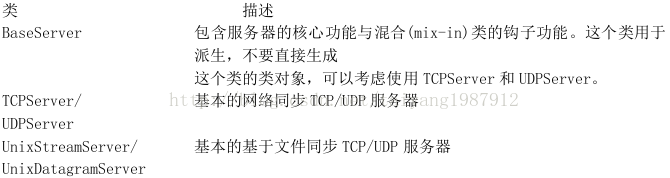 类 描述
BaseServer 包含服务器的核心功能与混合(mix-in)类的钩子功能。这个类用于
派生，不要直接生成
这个类的类对象，可以考虑使用 TCPServer 和 UDPServer。
TCPServer/ 基本的网络同步 TCP/UDP 服务器
UDPServer
UnixStreamServer/ 基本的基于文件同步 TCP/UDP 服务器
UnixDatagramServer